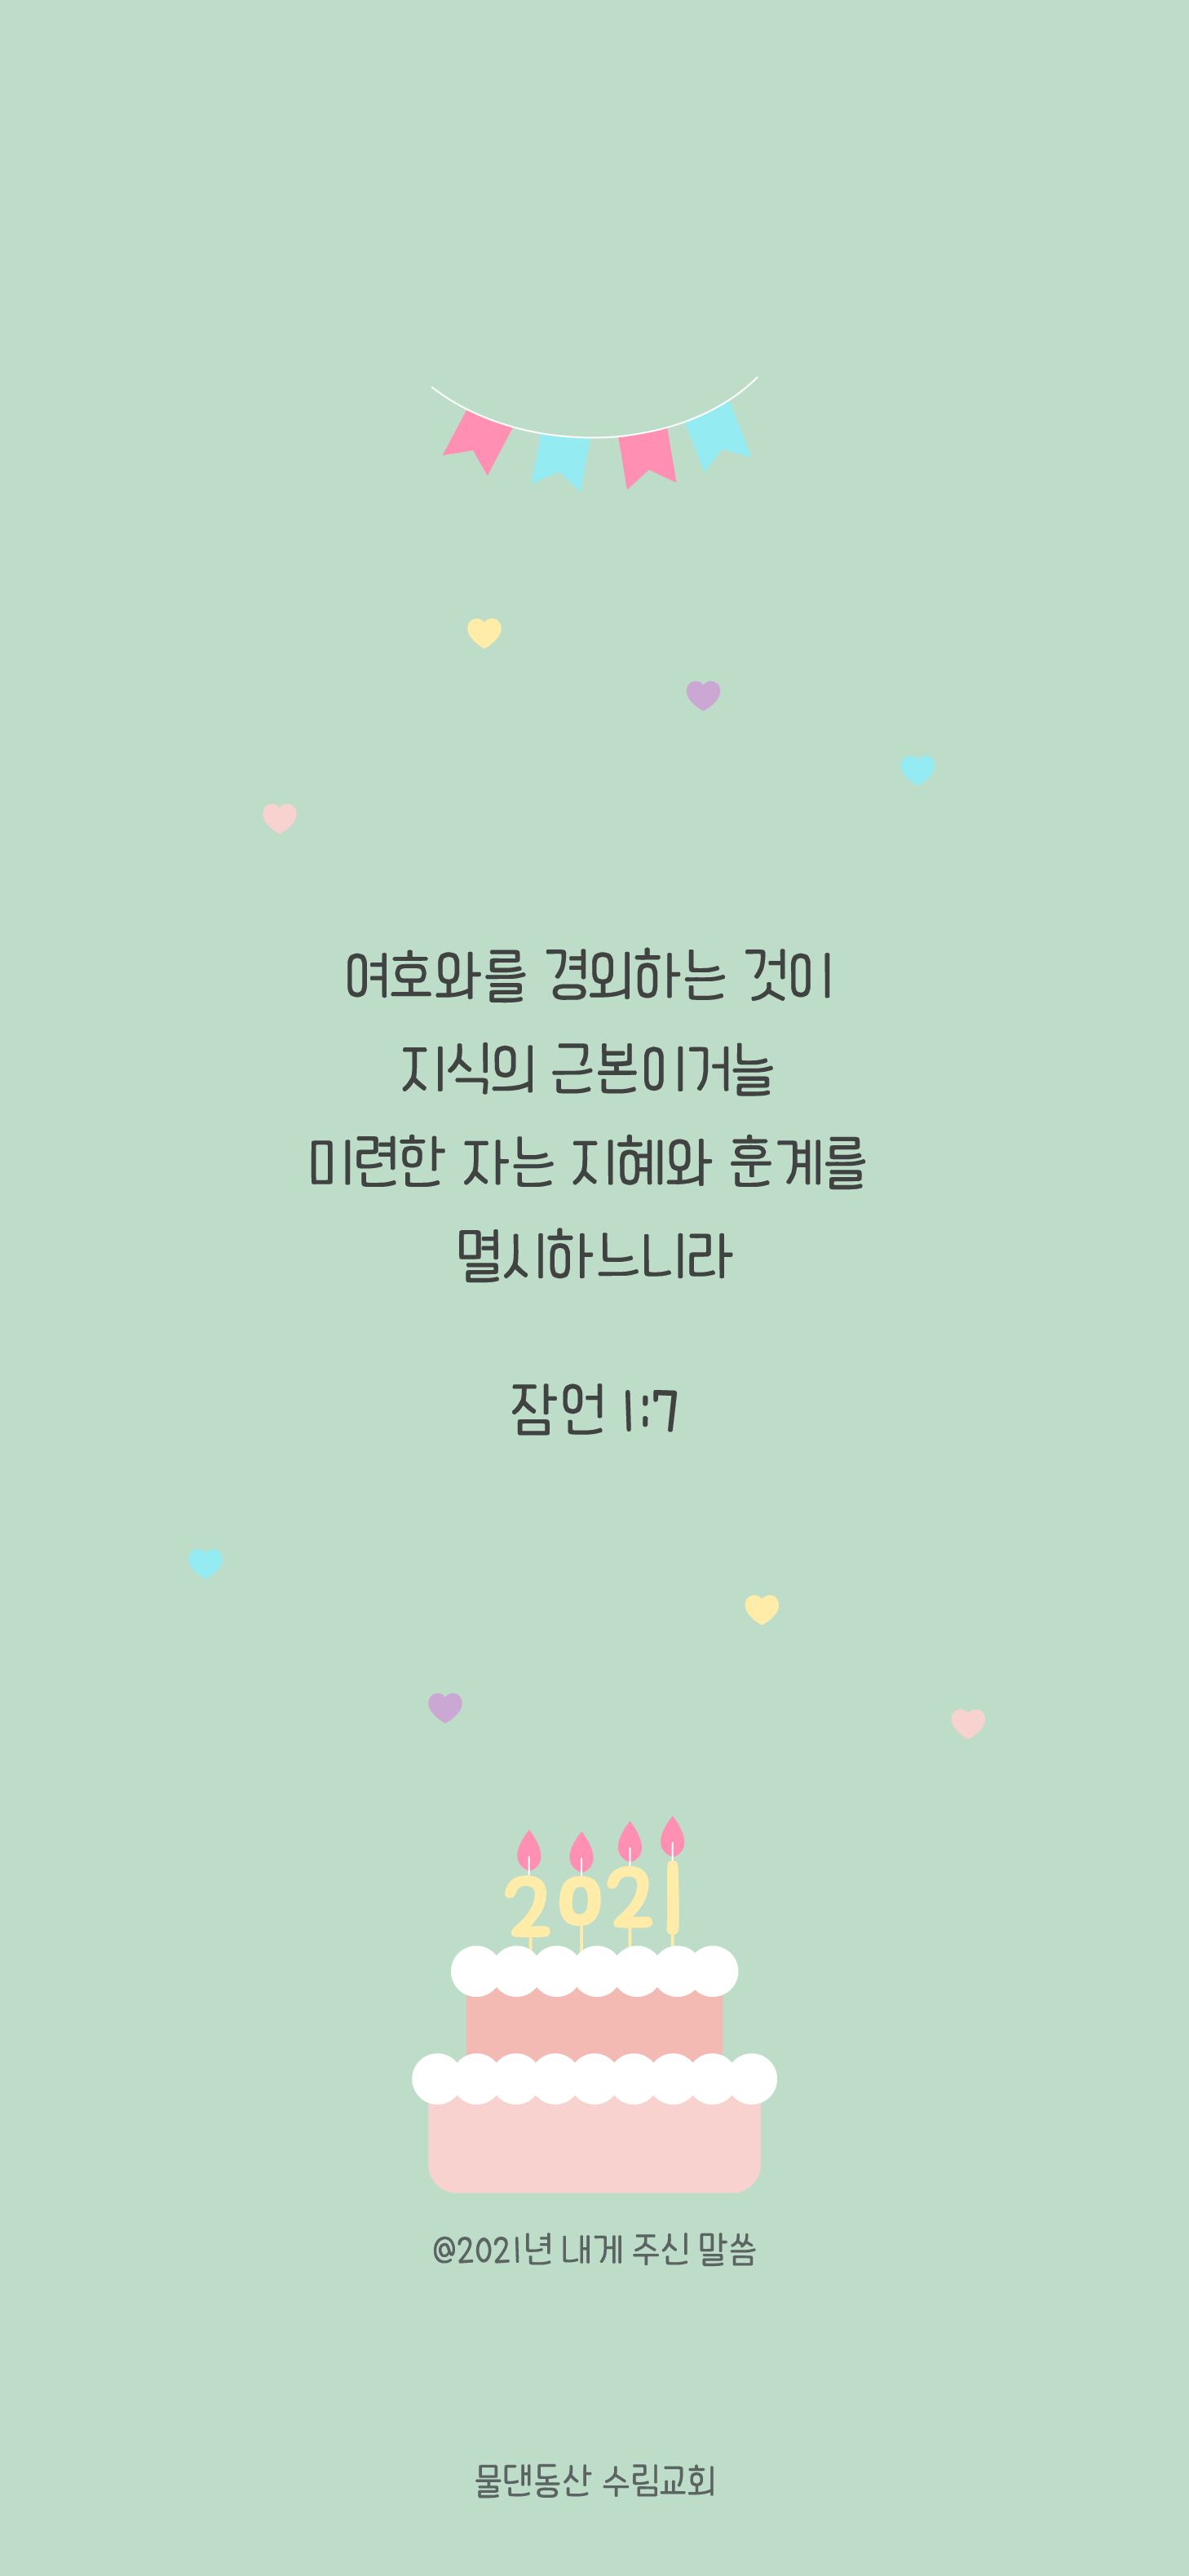 여호와를 경외하는 것이
지식의 근본이거늘
미련한 자는 지혜와 훈계를
멸시하느니라
잠언 1:7
2021
@2021년 내게 주신 말씀
물댄동산 수림교회